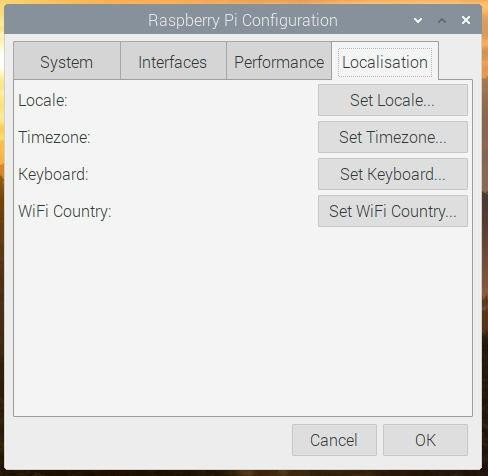 Raspberry Pi Configuration
System Interfaces Performance Localisation
Locale: Set Locale...
Timezone: Set Timezone...
Keyboard: Set Keyboard...
WiFi Country: Set WiFi Country...
Cancel OK